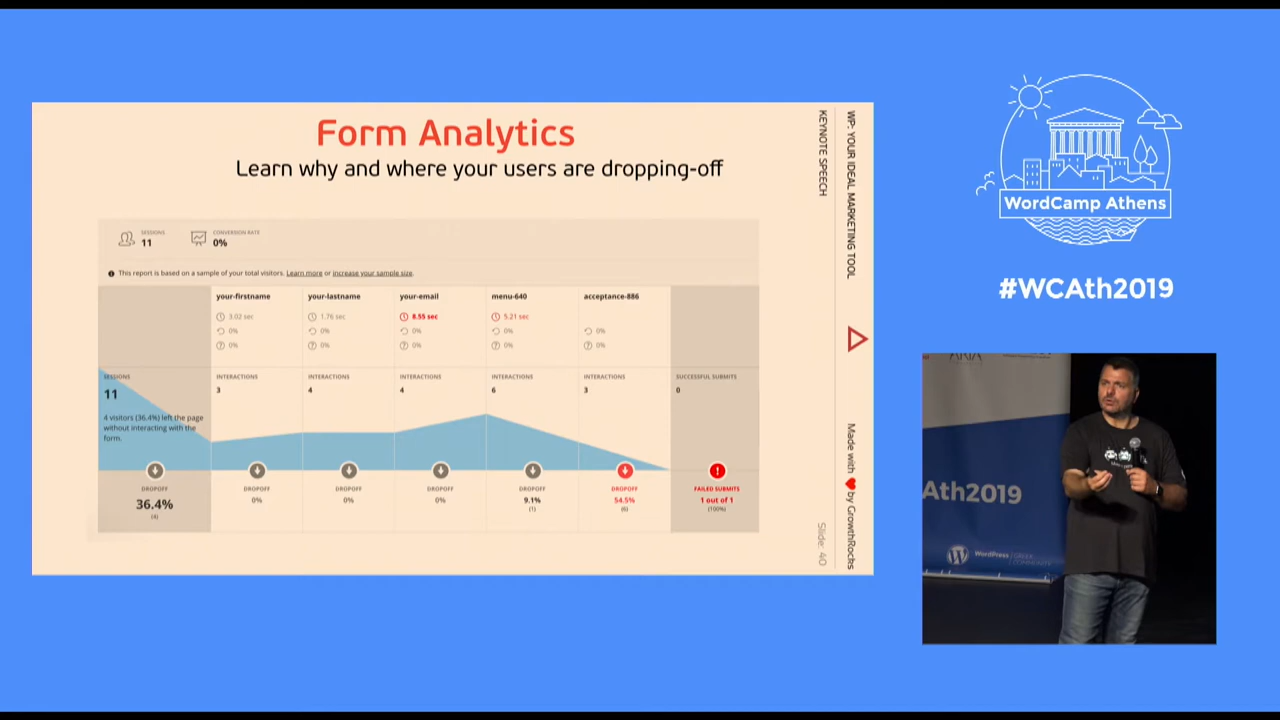 Form Analytics
Learn why and where your users are dropping-off
SESSIONS
11
CONVERSION RATE
0%
This report is based on a sample of your total visitors. Learn more or increase your sample size.
your-firstname
3.02 sec
0%
0%
your-lastname
1.76 sec
0%
0%
your-email
8.55 sec
0%
0%
menu-640
5.21 sec
0%
0%
acceptance-886
0%
0%
SESSIONS
11
4 visitors (36.4%) left the page
without interacting with the
form.
INTERACTIONS
3
INTERACTIONS
4
INTERACTIONS
4
INTERACTIONS
6
INTERACTIONS
3
SUCCESSFUL SUBMITS
0
DROPOFF
36.4%
(4)
DROPOFF
0%
DROPOFF
0%
DROPOFF
0%
DROPOFF
9.1%
(1)
DROPOFF
54.5%
(6)
FAILED SUBMITS
1 out of 1
(100%)
WP: YOUR IDEAL MARKETING TOOL
KEYNOTE SPEECH
Made with ❤ by GrowthRocks
Slide: 40
WordCamp Athens
#WCAth2019
ARIA
Ath2019
WordPress